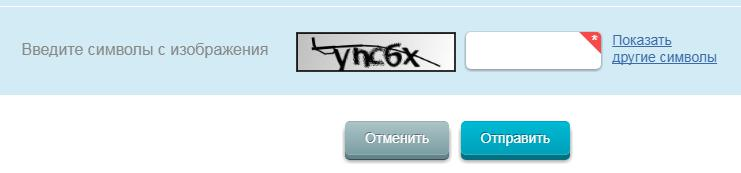 Введите символы с изображения
*
Показать
другие символы
Отменить
Отправить